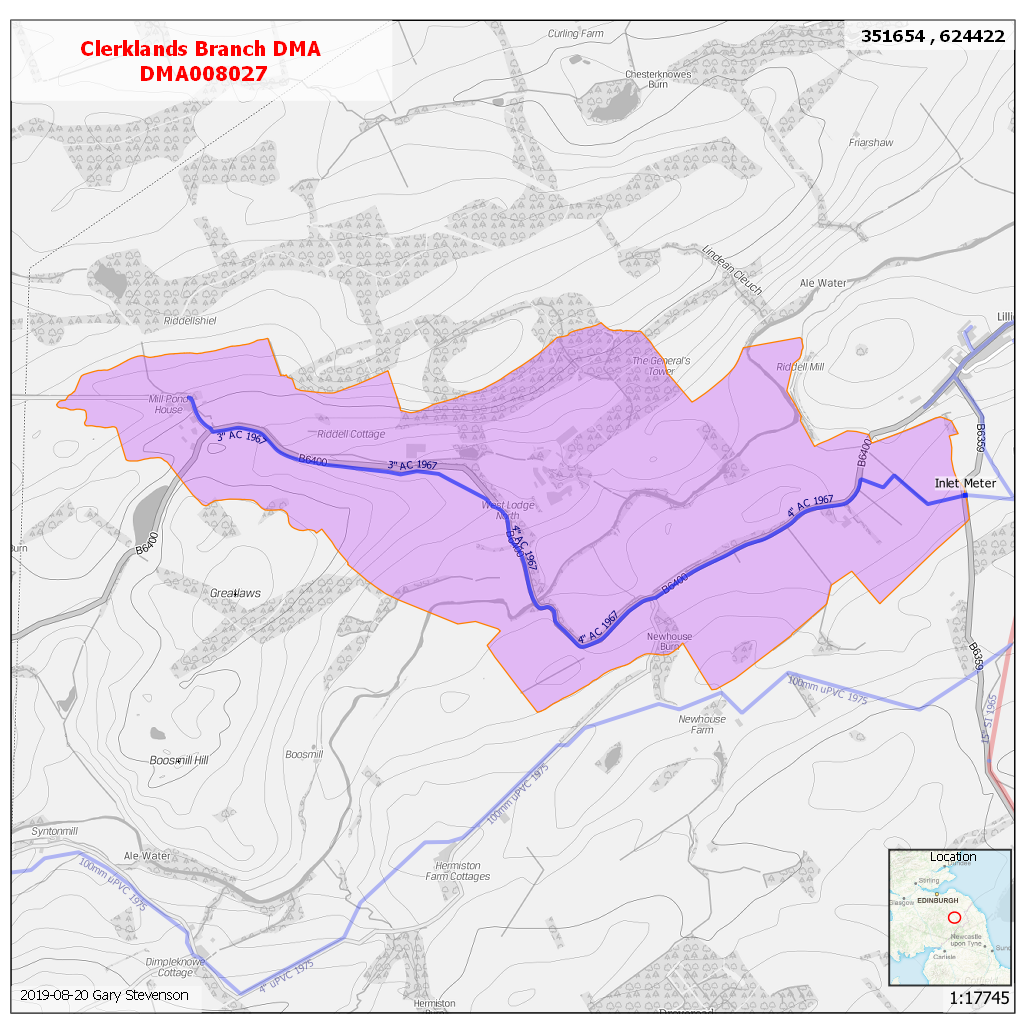 Clerklands Branch DMA
DMA008027
351654 , 624422
Curling Farm
Chesterknowes
Burn
Friarshaw
Lindean Cleuch
Ale Water
Lilli
Riddellshiel
The General's
Tower
Riddell Mill
Mill Pond
House
3" AC 1967
Riddell Cottage
B6400
3" AC 1967
B6400
B6359
Inlet Meter
West Lodge
North
4" AC 1967
B6400
4" AC 1967
B6400
B6400
4" AC 1967
Greatlaws
Newhouse
Burn
B6359
100mm uPVC 1975
SI 1965
Newhouse
Farm
Boosmill
Boosmill Hill
100mm uPVC 1975
Syntonmill
Ale Water
100mm uPVC 1975
Hermiston
Farm Cottages
Dimpleknowe
Cottage
4" uPVC 1975
Hermiston
Location
Stirling
Glasgow
EDINBURGH
Newcastle
upon Tyne
Carlisle
2019-08-20 Gary Stevenson
1:17745